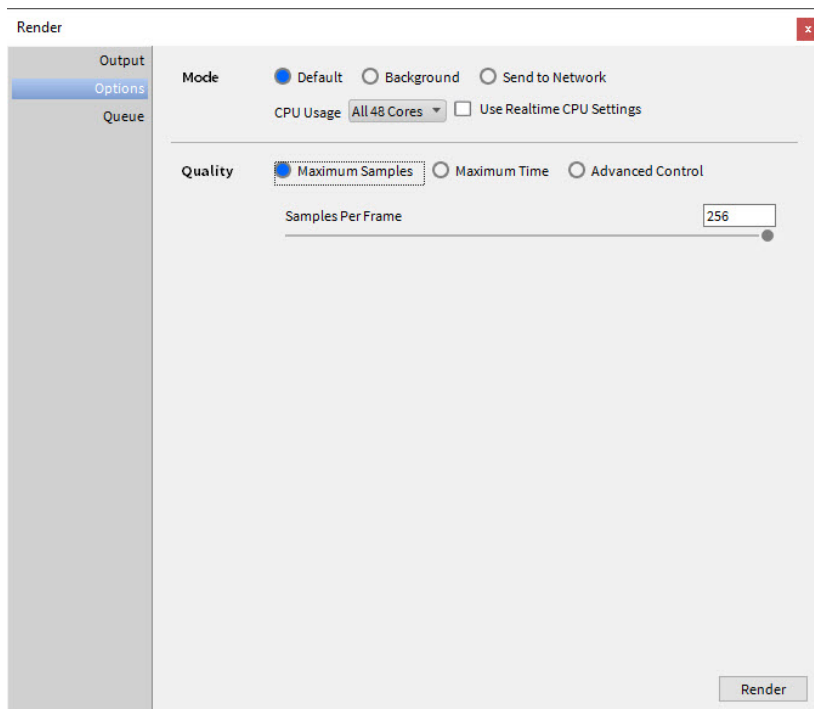 Render
x
Output
Options
Queue
Mode Default Background Send to Network
CPU Usage All 48 Cores Use Realtime CPU Settings
Quality Maximum Samples Maximum Time Advanced Control
Samples Per Frame 256
Render